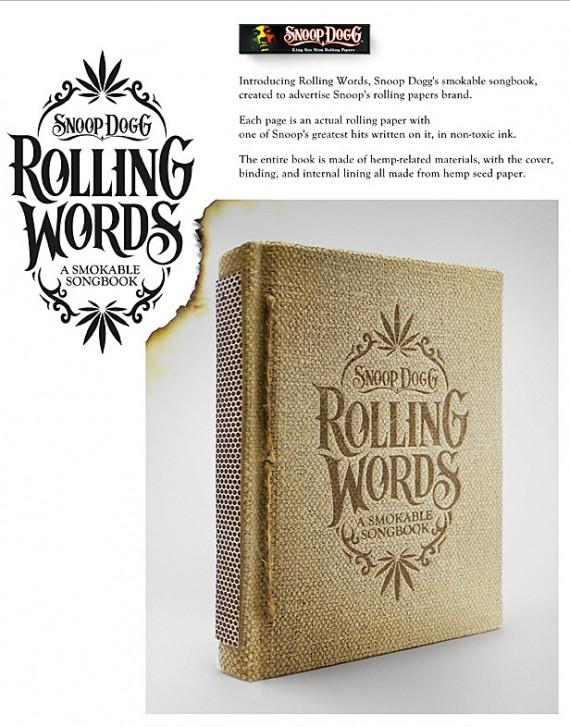 SNOOP DOGG
King Size Slim Rolling Papers
Introducing Rolling Words, Snoop Dogg's smokable songbook,
created to advertise Snoop's rolling papers brand.
Each page is an actual rolling paper with
one of Snoop's greatest hits written on it, in non-toxic ink.
The entire book is made of hemp-related materials, with the cover,
binding, and internal lining all made from hemp seed paper.
SNOOP DOGG
ROLLING
WORDS
A SMOKABLE
SONGBOOK
SNOOP DOGG
ROLLING
WORDS
A SMOKABLE
SONGBOOK